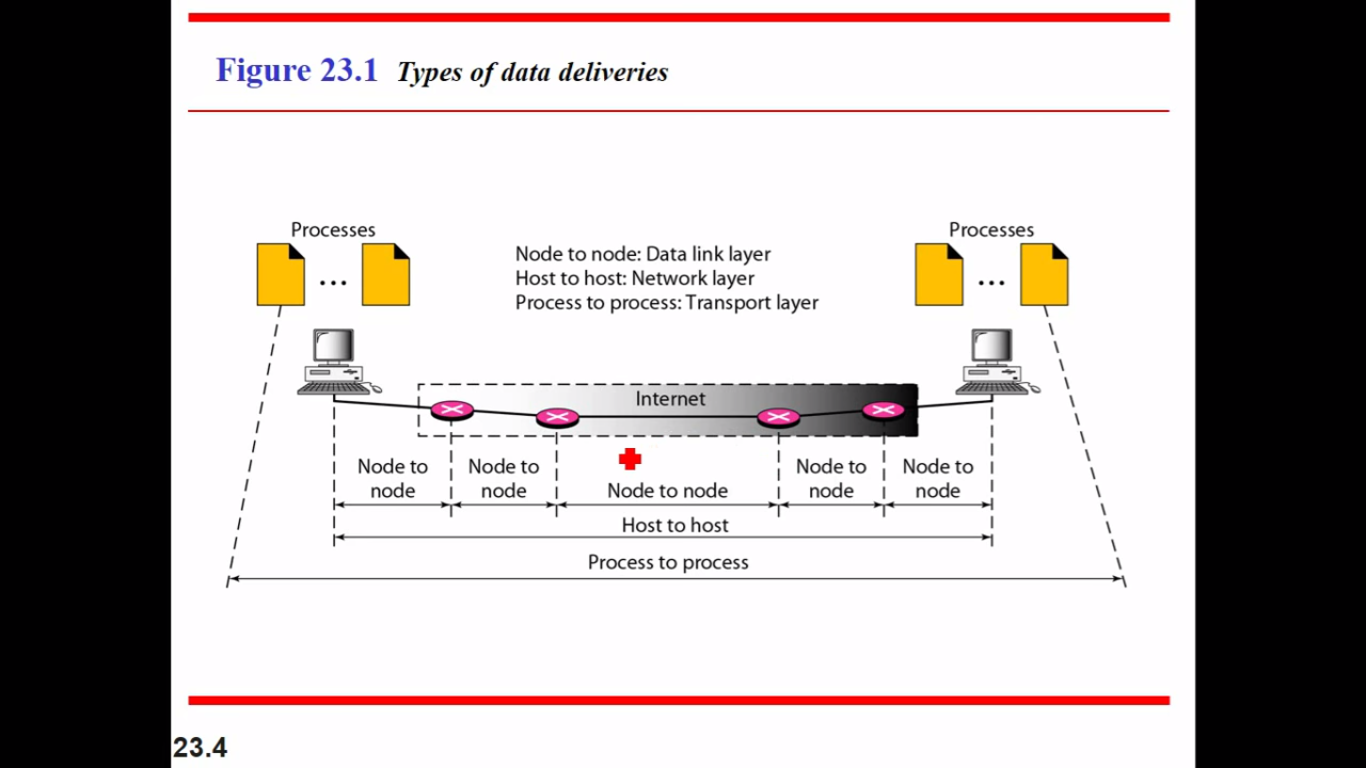 Figure 23.1 Types of data deliveries
Processes
Processes
Node to node: Data link layer
Host to host: Network layer
Process to process: Transport layer
Internet
Node to
node
Node to
node
Node to node
Node to
node
Node to
node
Host to host
Process to process
23.4